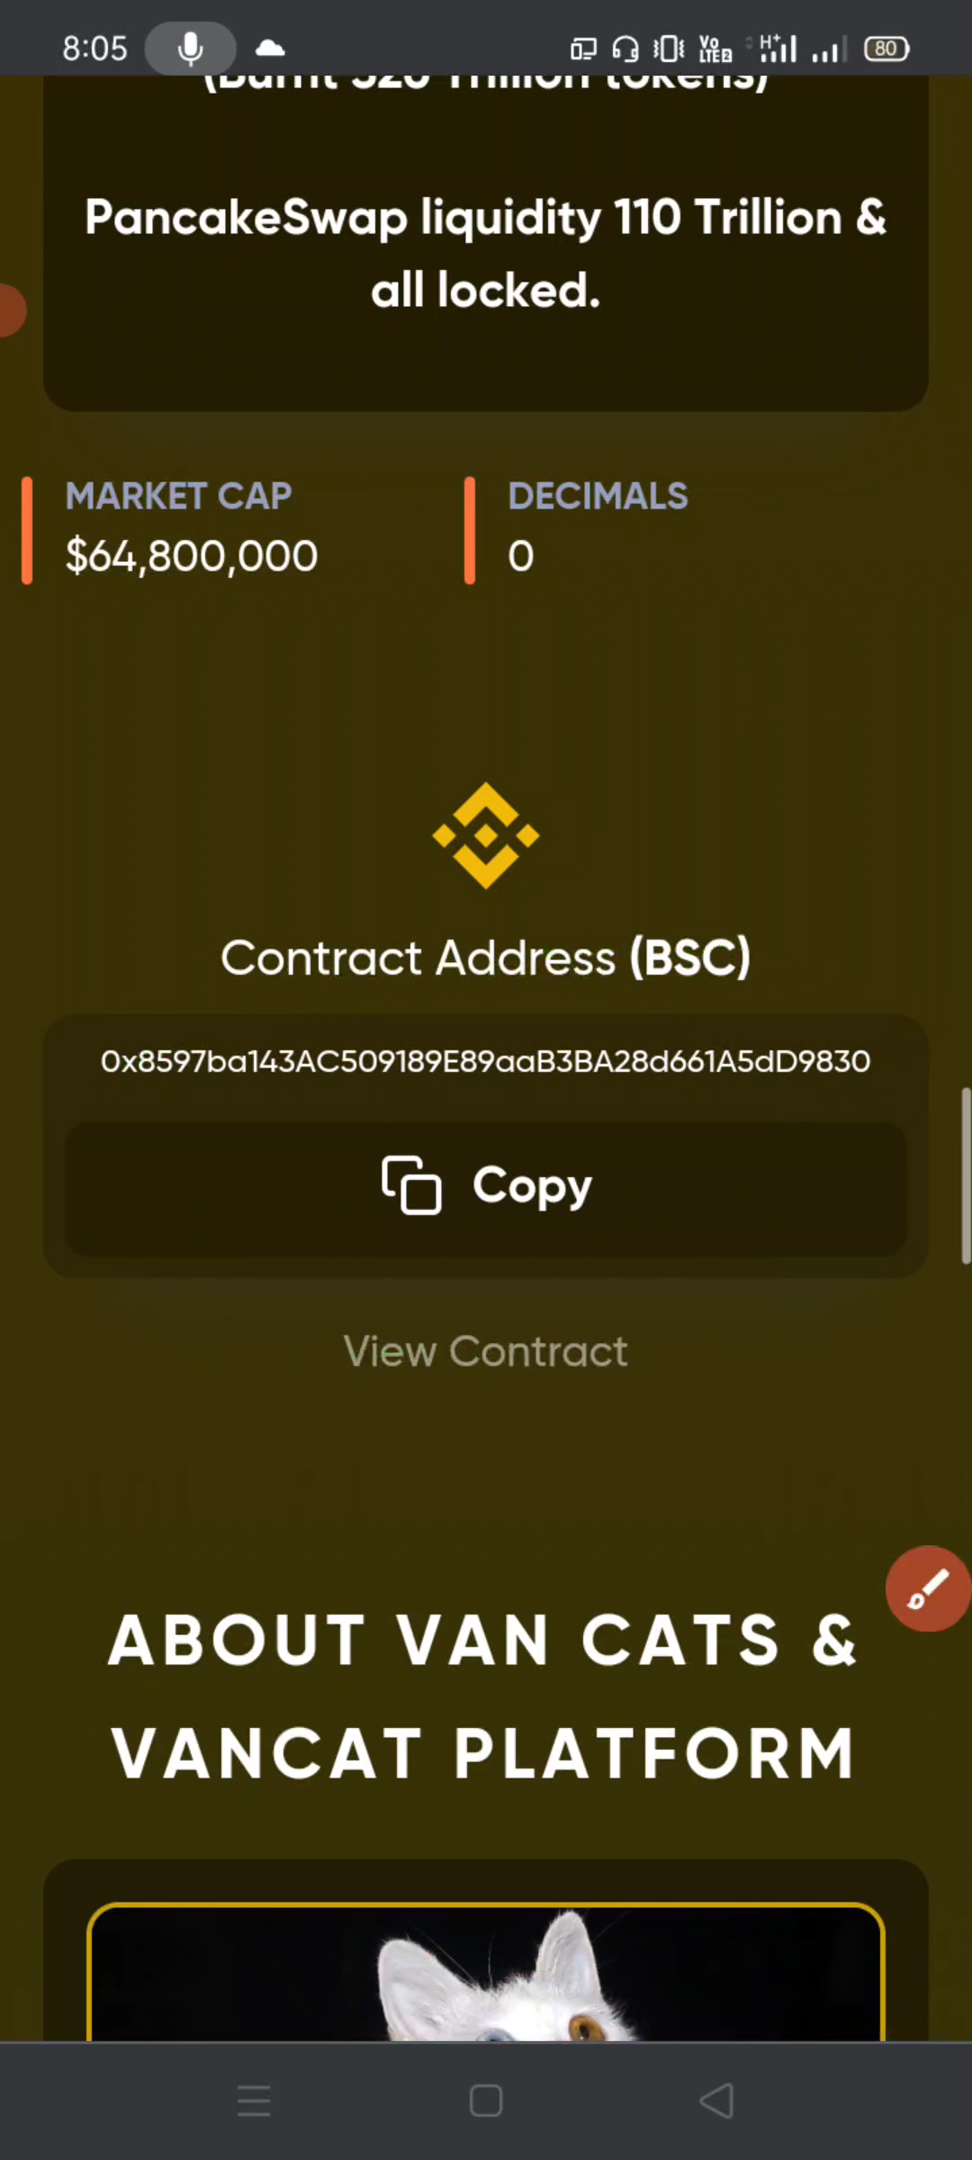 8:05
80
PancakeSwap liquidity 110 Trillion &
all locked.
MARKET CAP
$64,800,000
DECIMALS
0
Contract Address (BSC)
0x8597ba143AC509189E89aaB3BA28d661A5dD9830
Copy
View Contract
ABOUT VAN CATS &
VANCAT PLATFORM